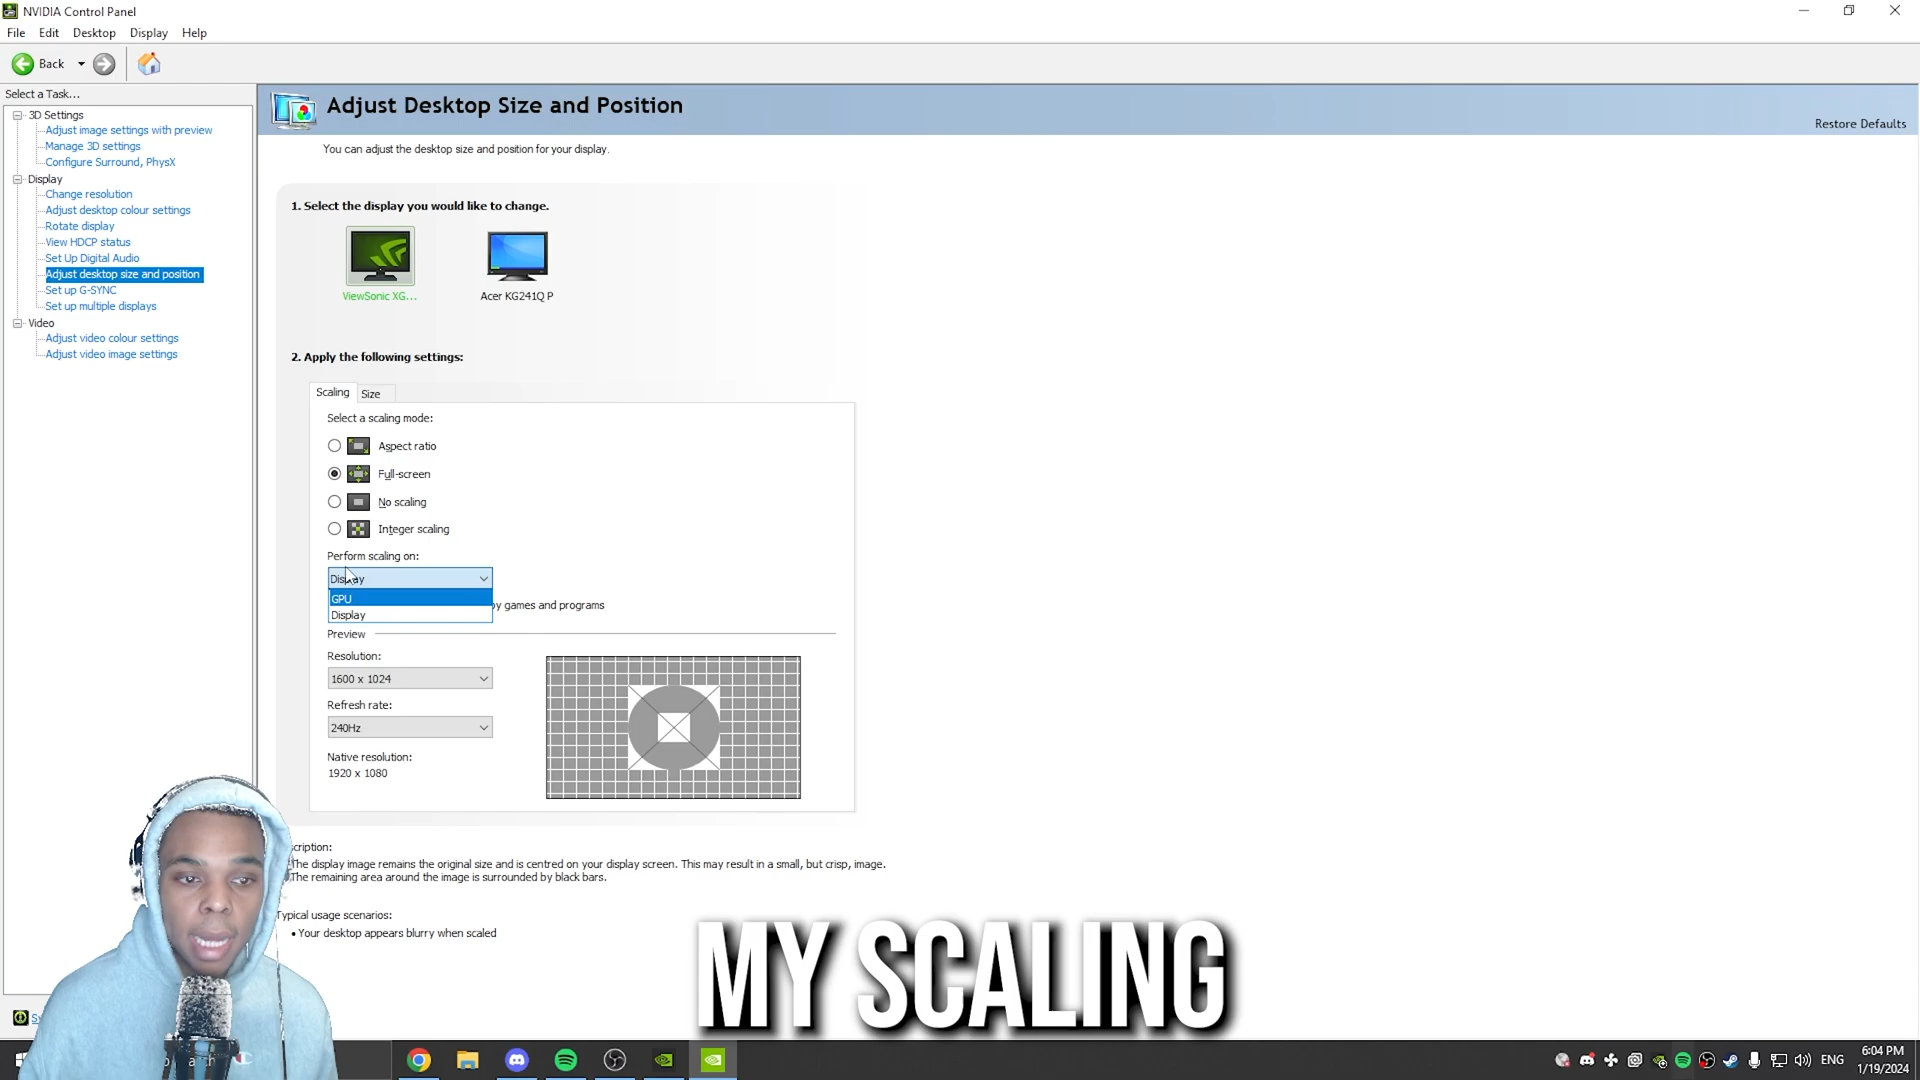 NVIDIA Control Panel
File Edit Desktop Display Help
Back
Select a Task...
3D Settings
Adjust image settings with preview
Manage 3D settings
Configure Surround, PhysX
Display
Change resolution
Adjust desktop colour settings
Rotate display
View HDCP status
Set Up Digital Audio
Adjust desktop size and position
Set up G-SYNC
Set up multiple displays
Video
Adjust video colour settings
Adjust video image settings
Adjust Desktop Size and Position
Restore Defaults
You can adjust the desktop size and position for your display.
1. Select the display you would like to change.
ViewSonic XG...
Acer KG241Q P
2. Apply the following settings:
Scaling Size
Select a scaling mode:
Aspect ratio
Full-screen
No scaling
Integer scaling
Perform scaling on:
Display
GPU
by games and programs
Display
Preview
Resolution:
1600 x 1024
Refresh rate:
240Hz
Native resolution:
1920 x 1080
cription:
The display image remains the original size and is centred on your display screen. This may result in a small, but crisp, image.
The remaining area around the image is surrounded by black bars.
Typical usage scenarios:
• Your desktop appears blurry when scaled
MY SCALING
ENG
6:04 PM
1/19/2024